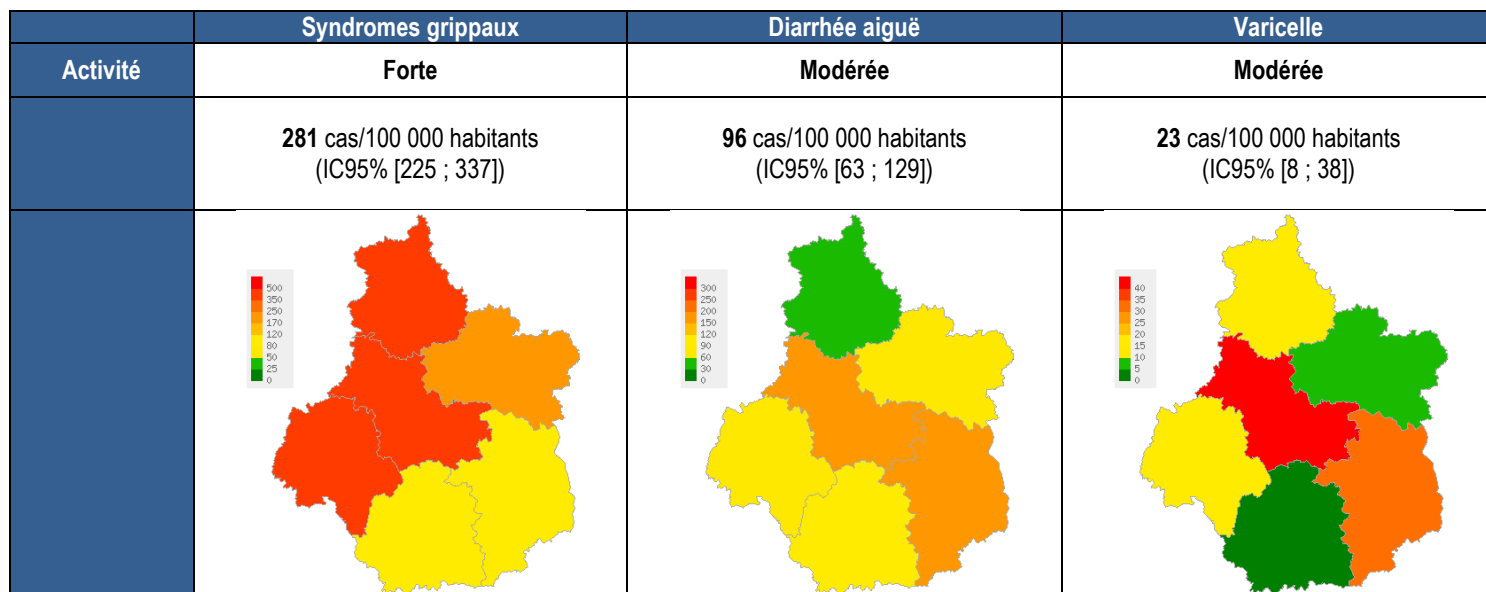 Syndromes grippaux
Diarrhée aiguë
Varicelle
Activité
Forte
Modérée
Modérée
281 cas/100 000 habitants
(IC95% [225 ; 337])
96 cas/100 000 habitants
(IC95% [63 ; 129])
23 cas/100 000 habitants
(IC95% [8 ; 38])
500
350
250
170
120
80
50
25
0
300
250
200
150
120
90
60
30
0
40
35
30
25
20
15
10
5
0